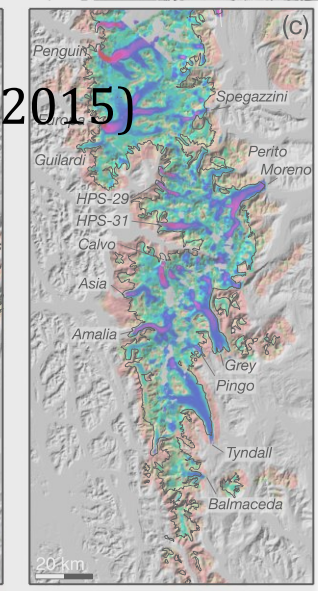 (c)
Penguin
Spegazzini
2015)
Guilardi
Perito
Moreno
HPS-29
HPS-31
Calvo
Asia
Amalia
Grey
Pingo
Tyndall
Balmaceda
20 km